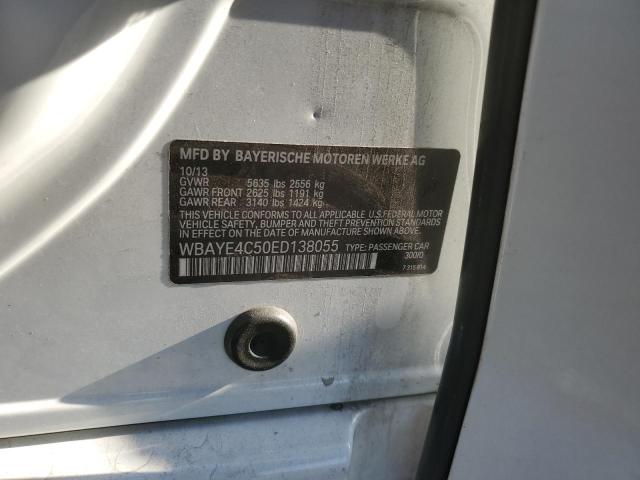 MFD BY BAYERISCHE MOTOREN WERKE AG
10/13
GVWR 5635 lbs 2556 kg
GAWR FRONT 2625 lbs 1191 kg
GAWR REAR 3140 lbs 1424 kg
THIS VEHICLE CONFORMS TO ALL APPLICABLE U.S.FEDERAL MOTOR
VEHICLE SAFETY, BUMPER, AND THEFT PREVENTION STANDARDS
IN EFFECT ON THE DATE OF MANUFACTURE SHOWN ABOVE.
WBAYE4C50ED138055 TYPE: PASSENGER CAR
300/0
7 315 814